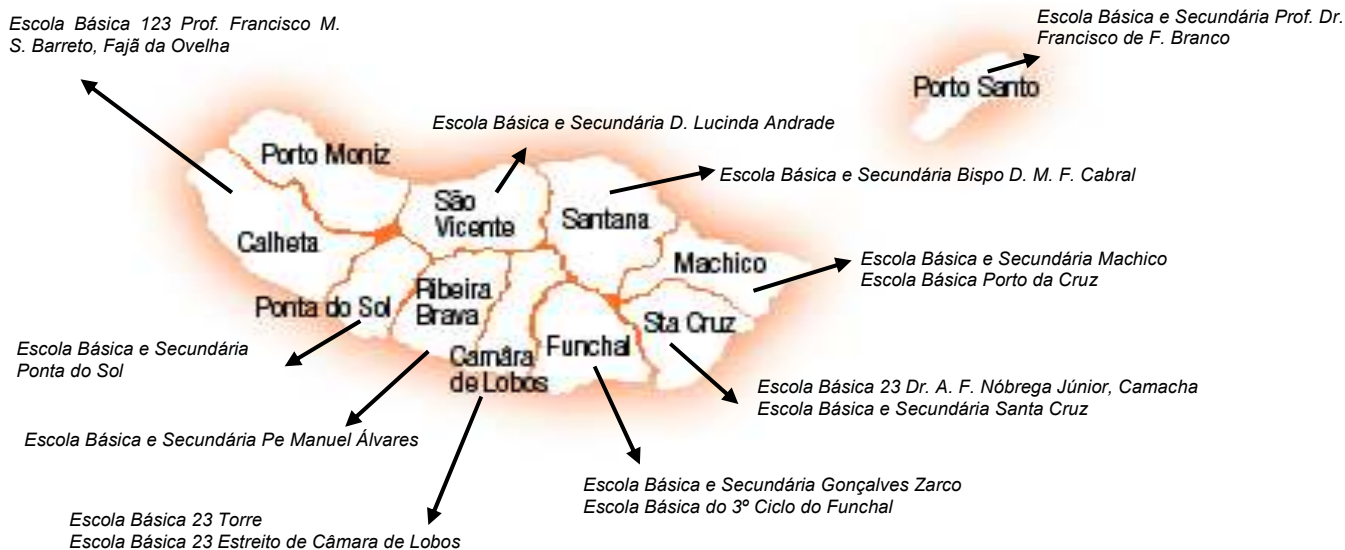 Escola Básica 123 Prof. Francisco M.
S. Barreto, Fajã da Ovelha
Escola Básica e Secundária Prof. Dr.
Francisco de F. Branco
Porto Santo
Escola Básica e Secundária D. Lucinda Andrade
Porto Moniz
Escola Básica e Secundária Bispo D. M. F. Cabral
São
Vicente
Santana
Calheta
Machico
Escola Básica e Secundária Machico
Escola Básica Porto da Cruz
Ponta do Sol
Ribeira
Brava
Sta Cruz
Camâra
de Lobos
Funchal
Escola Básica e Secundária
Ponta do Sol
Escola Básica 23 Dr. A. F. Nóbrega Júnior, Camacha
Escola Básica e Secundária Santa Cruz
Escola Básica e Secundária Pe Manuel Álvares
Escola Básica e Secundária Gonçalves Zarco
Escola Básica do 3º Ciclo do Funchal
Escola Básica 23 Torre
Escola Básica 23 Estreito de Câmara de Lobos